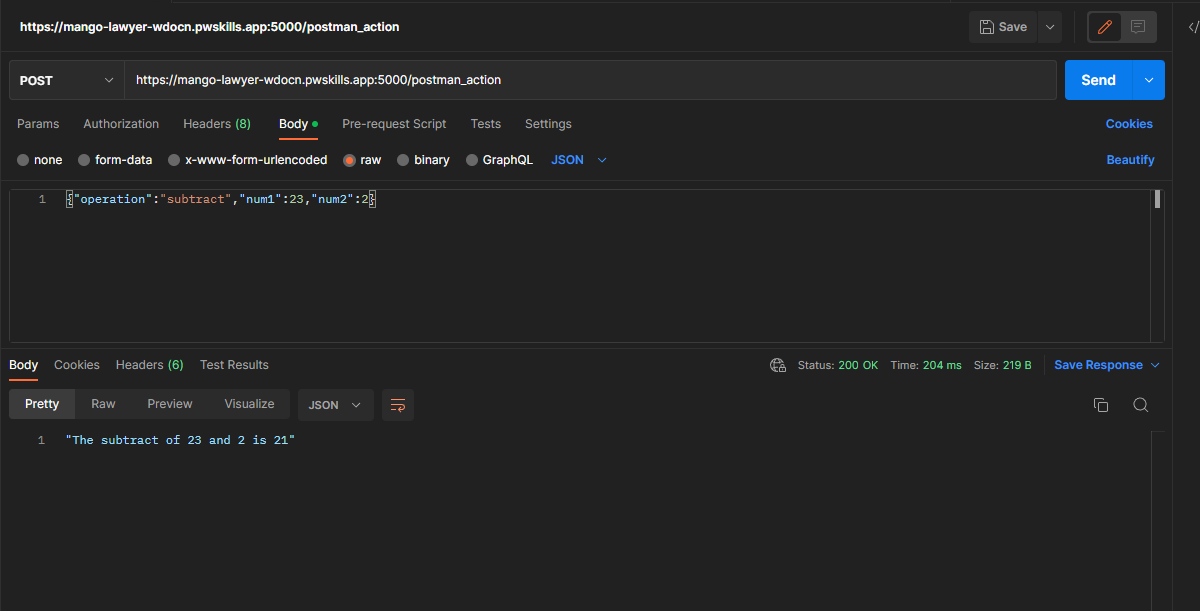 https://mango-lawyer-wdocn.pwskills.app:5000/postman_action Save </>
POST https://mango-lawyer-wdocn.pwskills.app:5000/postman_action Send
Params Authorization Headers (8) Body Pre-request Script Tests Settings Cookies
none form-data x-www-form-urlencoded raw binary GraphQL JSON Beautify
1 {"operation":"subtract","num1":23,"num2":2}
Body Cookies Headers (6) Test Results Status: 200 OK Time: 204 ms Size: 219 B Save Response
Pretty Raw Preview Visualize JSON
1 "The subtract of 23 and 2 is 21"